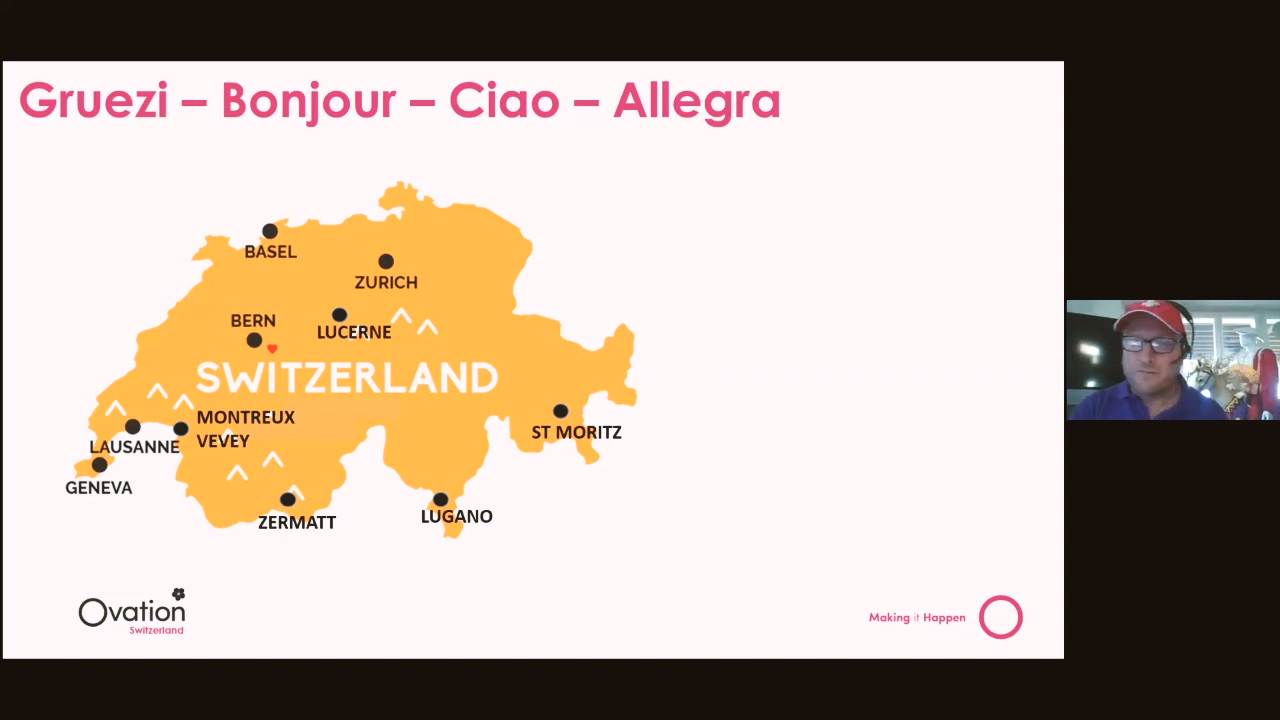 Gruezi – Bonjour – Ciao – Allegra
BASEL
ZURICH
BERN
LUCERNE
SWITZERLAND
MONTREUX
VEVEY
LAUSANNE
GENEVA
ST MORITZ
ZERMATT
LUGANO
Ovation
Switzerland
Making it Happen